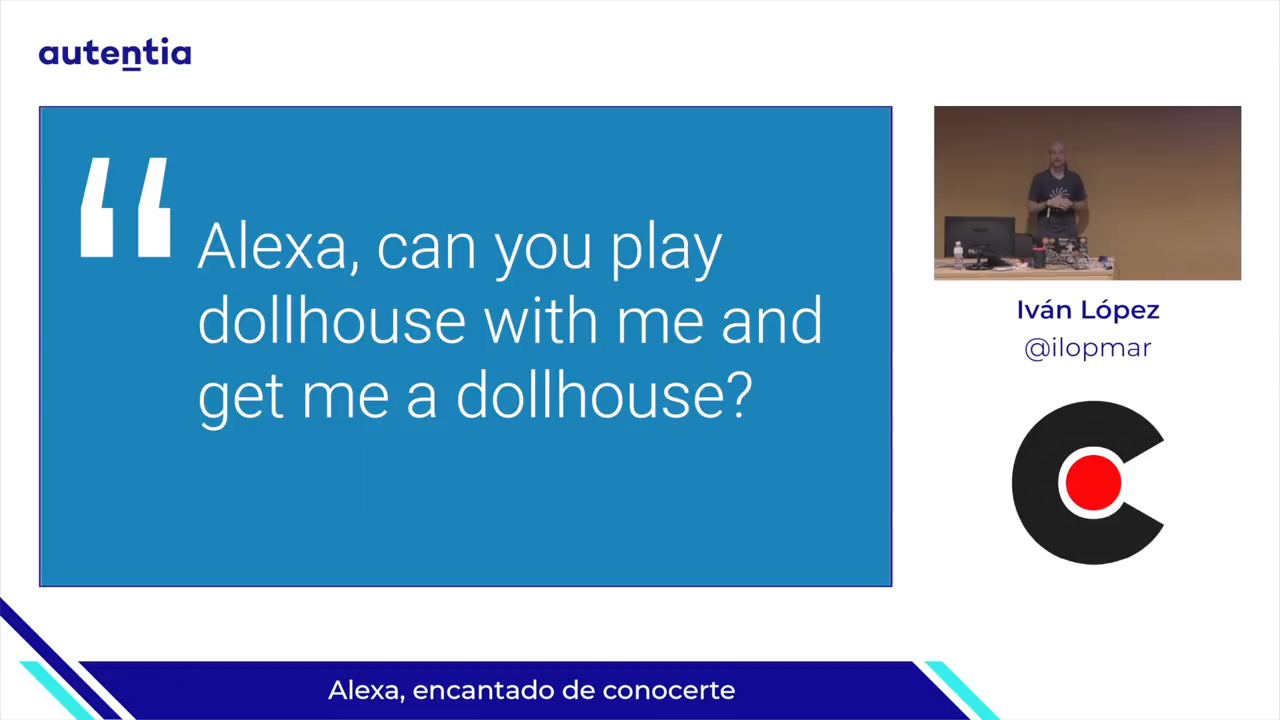 autentia
“
Alexa, can you play
dollhouse with me and
get me a dollhouse?
Iván López
@ilopmar
Alexa, encantado de conocerte